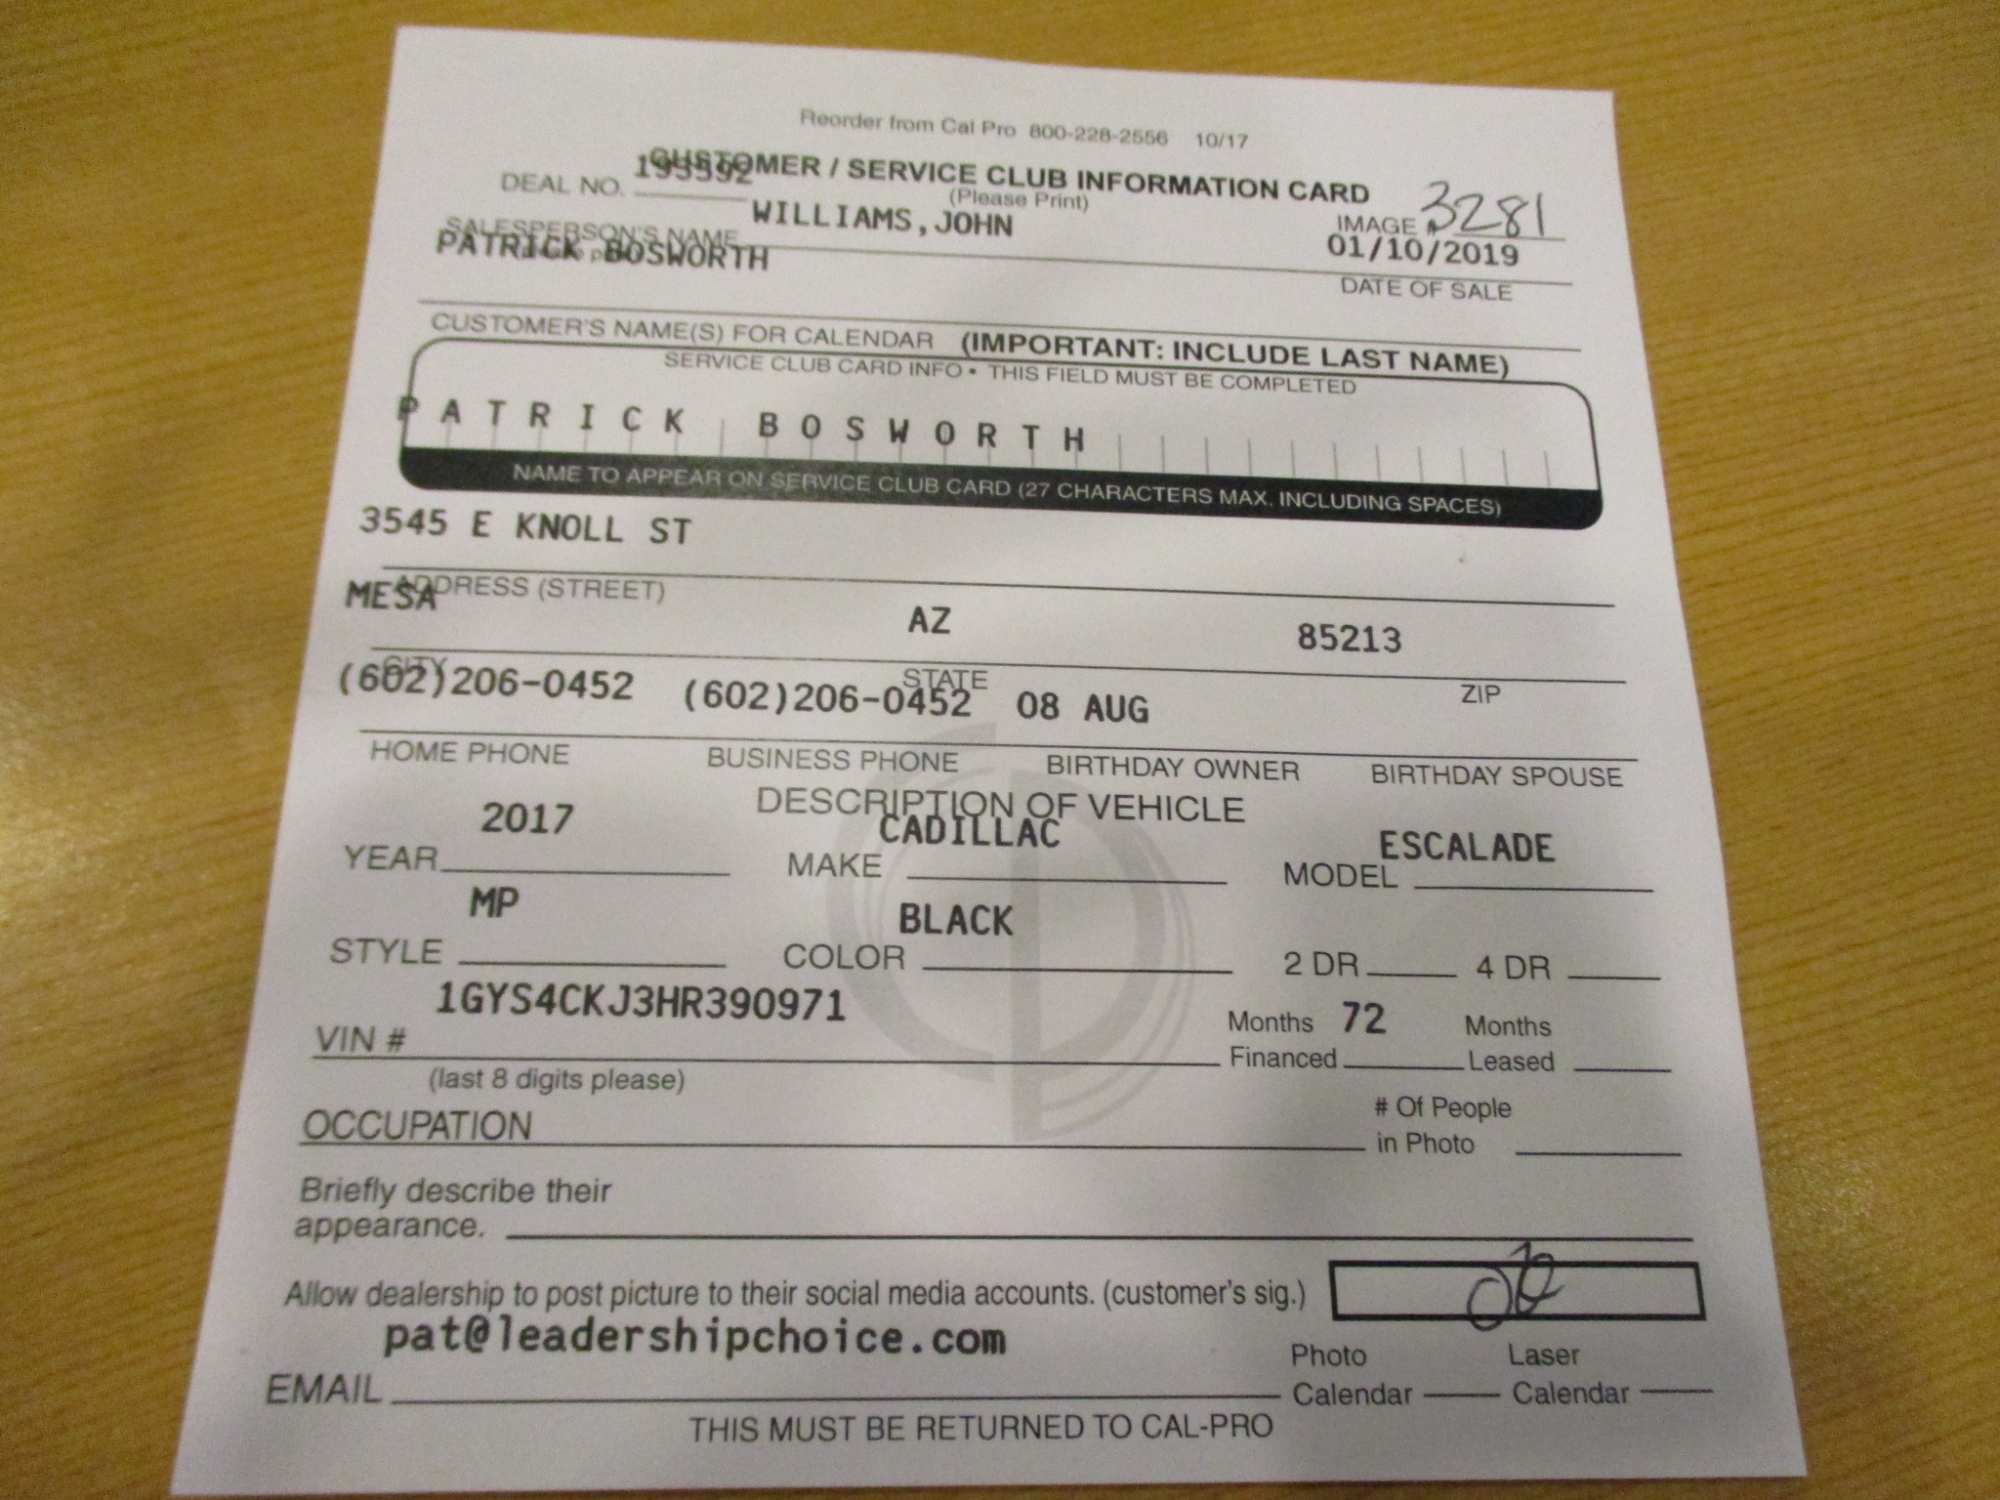 Reorder from Cal Pro 800-228-2556 10/17
CUSTOMER / SERVICE CLUB INFORMATION CARD
(Please Print)
DEAL NO. 193592
IMAGE # 3281
WILLIAMS,JOHN
SALESPERSON'S NAME
01/10/2019
PATRICK BOSWORTH
DATE OF SALE
CUSTOMER'S NAME(S) FOR CALENDAR (IMPORTANT: INCLUDE LAST NAME)
SERVICE CLUB CARD INFO • THIS FIELD MUST BE COMPLETED
PATRICK BOSWORTH
NAME TO APPEAR ON SERVICE CLUB CARD (27 CHARACTERS MAX. INCLUDING SPACES)
3545 E KNOLL ST
ADDRESS (STREET)
MESA AZ 85213
CITY STATE ZIP
(602)206-0452 (602)206-0452 08 AUG
HOME PHONE BUSINESS PHONE BIRTHDAY OWNER BIRTHDAY SPOUSE
DESCRIPTION OF VEHICLE
2017 CADILLAC ESCALADE
YEAR MAKE MODEL
MP BLACK
STYLE COLOR 2 DR 4 DR
1GYS4CKJ3HR390971
VIN # Months Financed 72 Months Leased
(last 8 digits please)
OCCUPATION # Of People in Photo
Briefly describe their
appearance.
Allow dealership to post picture to their social media accounts. (customer's sig.)
pat@leadershipchoice.com
EMAIL Photo Calendar Laser Calendar
THIS MUST BE RETURNED TO CAL-PRO